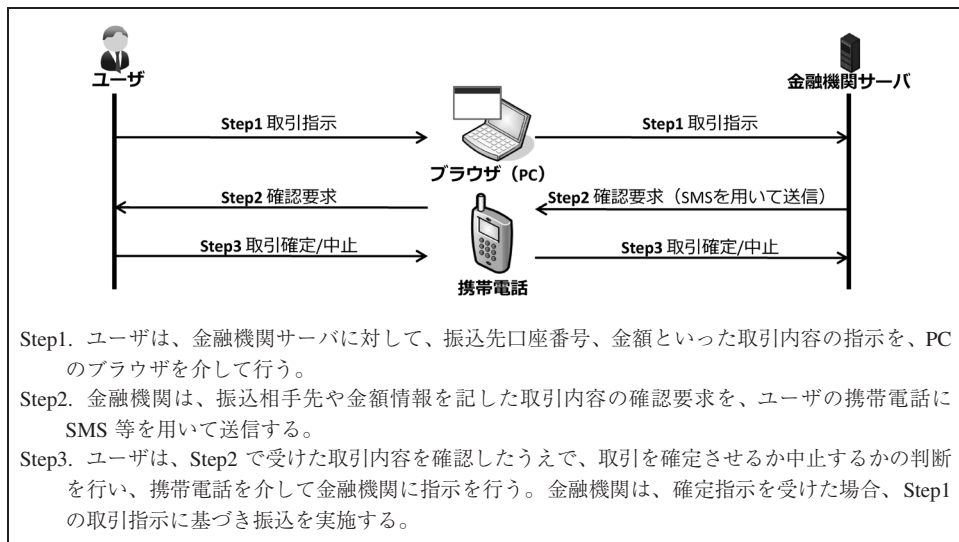 ユーザ
金融機関サーバ
Step1 取引指示
Step1 取引指示
ブラウザ（PC）
Step2 確認要求
Step2 確認要求（SMSを用いて送信）
Step3 取引確定/中止
Step3 取引確定/中止
携帯電話
Step1. ユーザは、金融機関サーバに対して、振込先口座番号、金額といった取引内容の指示を、PC
のブラウザを介して行う。
Step2. 金融機関は、振込相手先や金額情報を記した取引内容の確認要求を、ユーザの携帯電話に
SMS 等を用いて送信する。
Step3. ユーザは、Step2 で受けた取引内容を確認したうえで、取引を確定させるか中止するかの判断
を行い、携帯電話を介して金融機関に指示を行う。金融機関は、確定指示を受けた場合、Step1
の取引指示に基づき振込を実施する。